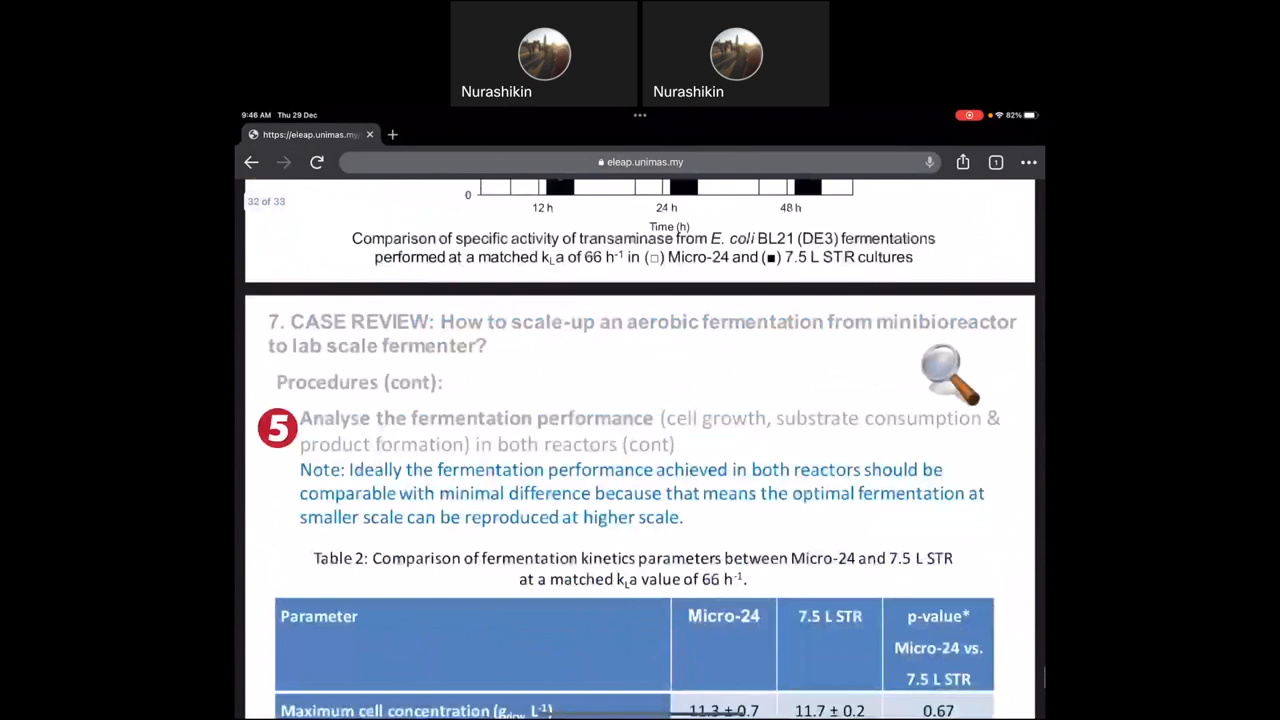 Nurashikin
Nurashikin
9:46 AM Thu 29 Dec
82%
https://eleap.unimas.my
eleap.unimas.my
1
32 of 33
0
12 h 24 h 48 h
Time (h)
Comparison of specific activity of transaminase from E. coli BL21 (DE3) fermentations
performed at a matched kLa of 66 h-1 in (□) Micro-24 and (■) 7.5 L STR cultures
7. CASE REVIEW: How to scale-up an aerobic fermentation from minibioreactor
to lab scale fermenter?
Procedures (cont):
5
Analyse the fermentation performance (cell growth, substrate consumption &
product formation) in both reactors (cont)
Note: Ideally the fermentation performance achieved in both reactors should be
comparable with minimal difference because that means the optimal fermentation at
smaller scale can be reproduced at higher scale.
Table 2: Comparison of fermentation kinetics parameters between Micro-24 and 7.5 L STR
at a matched kLa value of 66 h-1.
Parameter Micro-24 7.5 L STR p-value*
Micro-24 vs.
7.5 L STR
Maximum cell concentration (gdcw L-1) 11.3 ± 0.7 11.7 ± 0.2 0.67